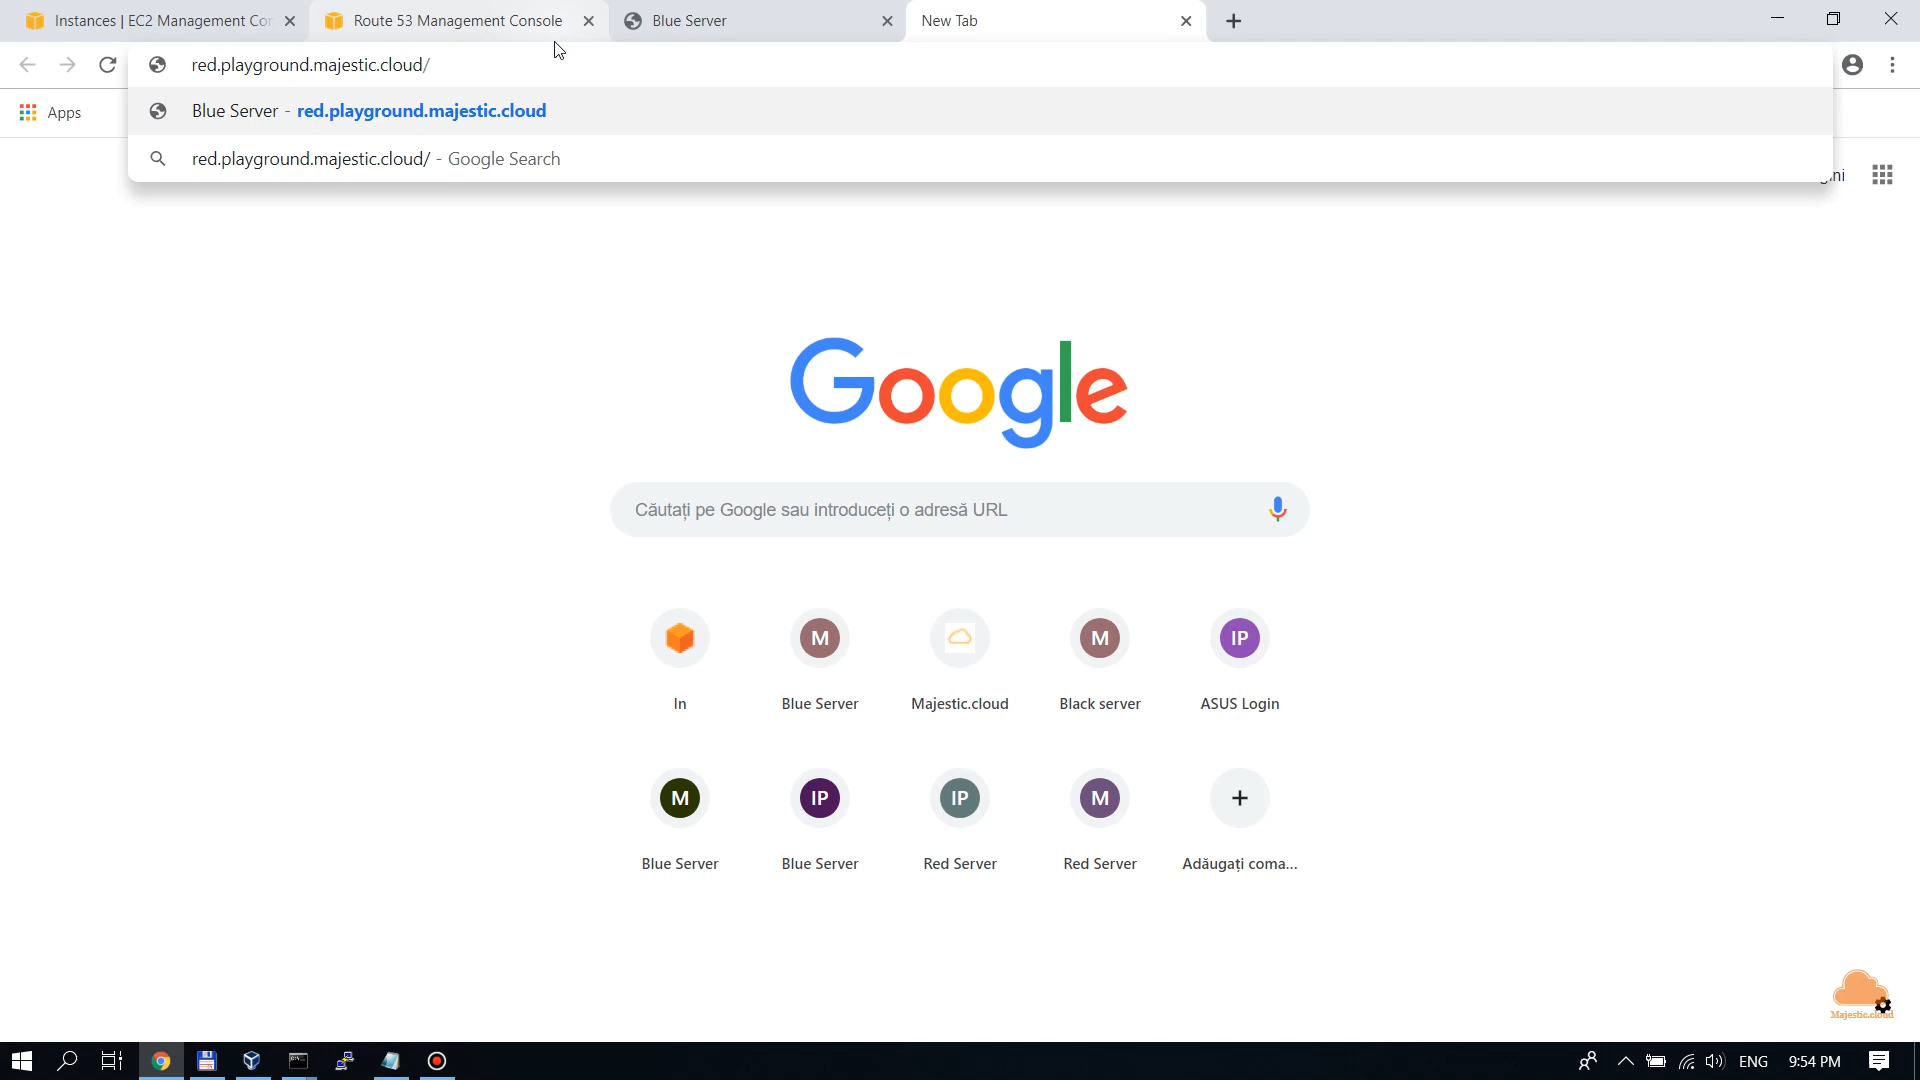 Instances | EC2 Management Con
Route 53 Management Console
Blue Server
New Tab
red.playground.majestic.cloud/
Apps
Blue Server - red.playground.majestic.cloud
red.playground.majestic.cloud/ - Google Search
Google
Căutați pe Google sau introduceți o adresă URL
M
M
IP
In
Blue Server
Majestic.cloud
Black server
ASUS Login
M
IP
IP
M
Blue Server
Blue Server
Red Server
Red Server
Adăugați coma...
Majestic.cloud
ENG
9:54 PM